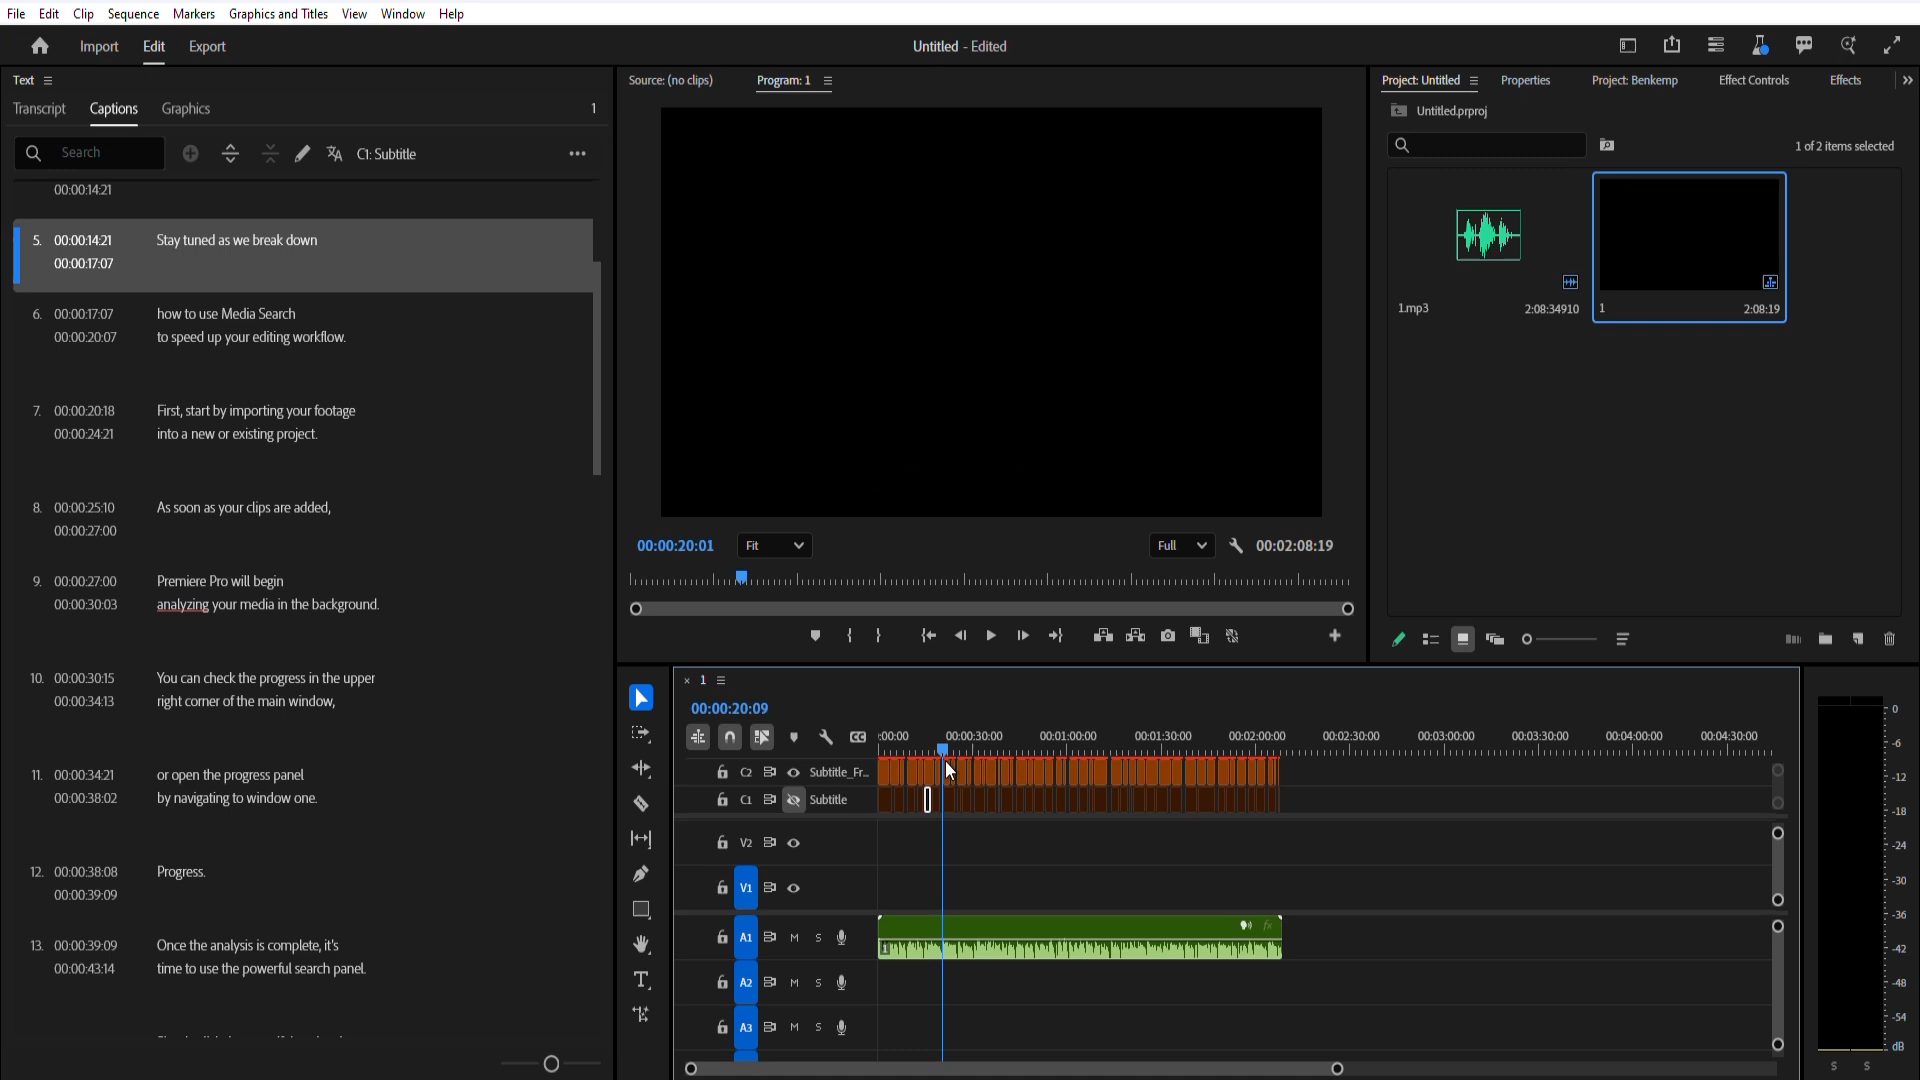 File Edit Clip Sequence Markers Graphics and Titles View Window Help
Import Edit Export
Untitled - Edited
Text
Transcript Captions Graphics 1
Search C1: Subtitle
00:00:14:21
5. 00:00:14:21 Stay tuned as we break down
00:00:17:07
6. 00:00:17:07 how to use Media Search
00:00:20:07 to speed up your editing workflow.
7. 00:00:20:18 First, start by importing your footage
00:00:24:21 into a new or existing project.
8. 00:00:25:10 As soon as your clips are added,
00:00:27:00
9. 00:00:27:00 Premiere Pro will begin
00:00:30:03 analyzing your media in the background.
10. 00:00:30:15 You can check the progress in the upper
00:00:34:13 right corner of the main window,
11. 00:00:34:21 or open the progress panel
00:00:38:02 by navigating to window one.
12. 00:00:38:08 Progress.
00:00:39:09
13. 00:00:39:09 Once the analysis is complete, it's
00:00:43:14 time to use the powerful search panel.
Source: (no clips) Program: 1
00:00:20:01 Fit Full 00:02:08:19
Project: Untitled Properties Project: Benkemp Effect Controls Effects
Untitled.prproj
1 of 2 items selected
1.mp3 2:08:34910 1 2:08:19
× 1
00:00:20:09
CC :00:00 00:00:30:00 00:01:00:00 00:01:30:00 00:02:00:00 00:02:30:00 00:03:00:00 00:03:30:00 00:04:00:00 00:04:30:00
C2 Subtitle_Fr...
C1 Subtitle
V2
V1
A1 M S fx
A2 M S
A3 M S
0
-6
-12
-18
-24
-30
-36
-42
-48
-54
dB
S S